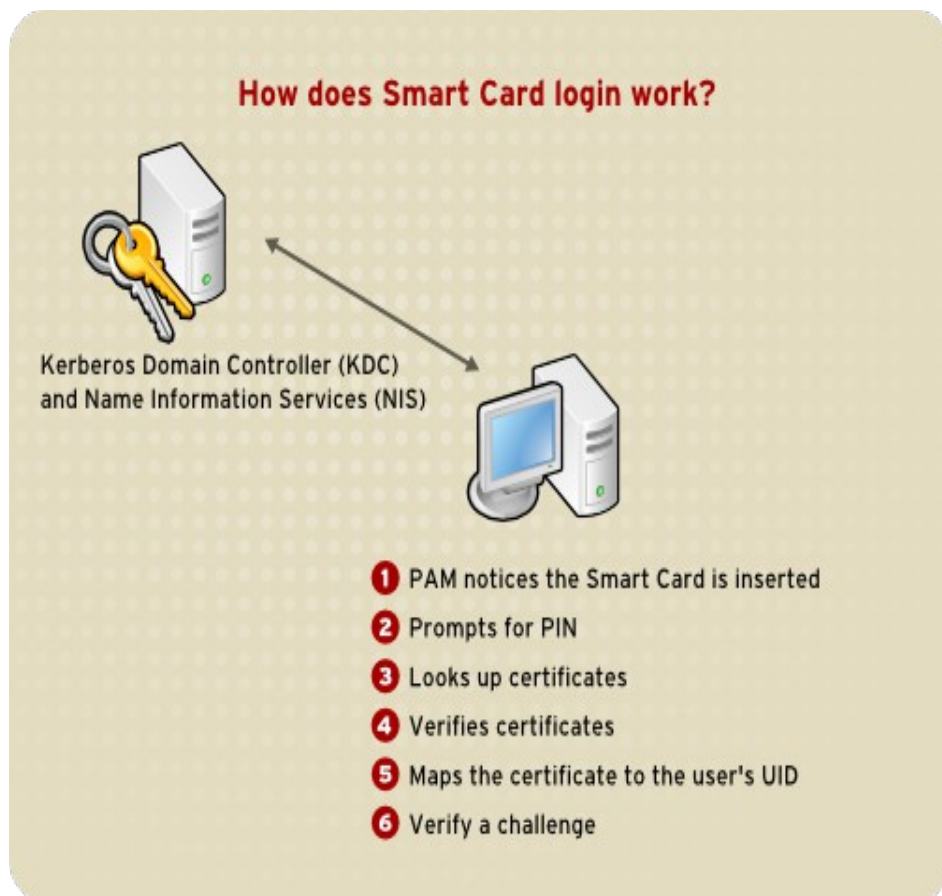 How does Smart Card login work?
Kerberos Domain Controller (KDC)
and Name Information Services (NIS)
1 PAM notices the Smart Card is inserted
2 Prompts for PIN
3 Looks up certificates
4 Verifies certificates
5 Maps the certificate to the user's UID
6 Verify a challenge